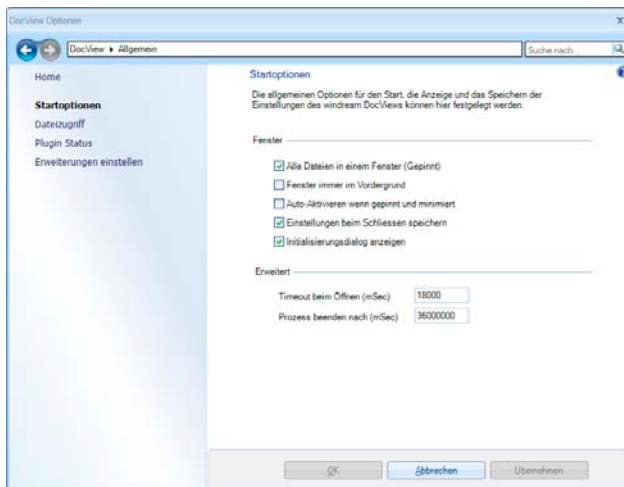 DocView Optionen
DocView ▸ Allgemein
Suche nach...
Home
Startoptionen
Dateizugriff
Plugin Status
Erweiterungen einstellen
Startoptionen
Die allgemeinen Optionen für den Start, die Anzeige und das Speichern der
Einstellungen des windream DocViews können hier festgelegt werden.
Fenster
Alle Dateien in einem Fenster (Gepinnt)
Fenster immer im Vordergrund
Auto-Aktivieren wenn gepinnt und minimiert
Einstellungen beim Schliessen speichern
Initialisierungsdialog anzeigen
Erweitert
Timeout beim Öffnen (mSec) 18000
Prozess beenden nach (mSec) 36000000
OK Abbrechen Übernehmen